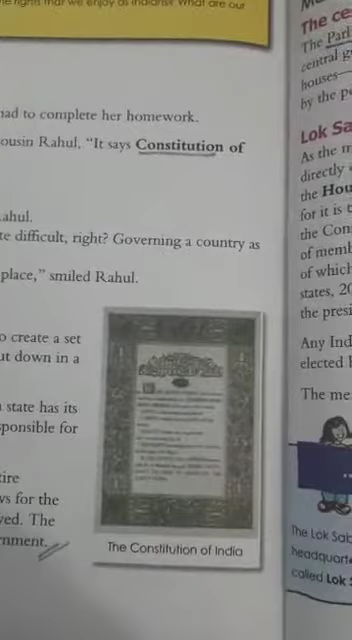 the rights that we enjoy as Indians? What are our
had to complete her homework.
ousin Rahul, "It says Constitution of
ahul.
te difficult, right? Governing a country as
place," smiled Rahul.
o create a set
ut down in a
state has its
sponsible for
tire
ws for the
ved. The
rnment.
The Constitution of India
The ce
The Parl
central g
houses—
by the p
Lok Sa
As the n
directly
the Hou
for it is t
the Con
of memb
of which
states, 20
the presi
Any Ind
elected
The me
The Lok Sab
headquarte
called Lok S